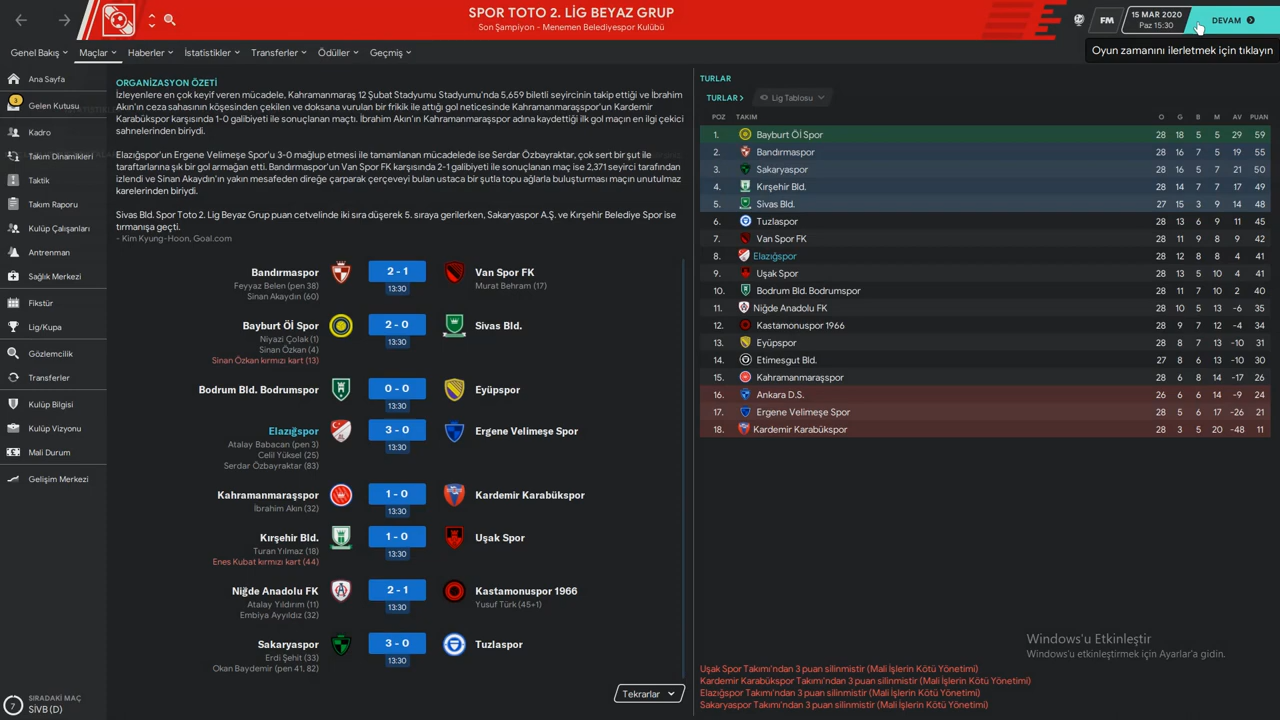 SPOR TOTO 2. LİG BEYAZ GRUP
Son Şampiyon - Menemen Belediyespor Kulübü
FM
15 MAR 2020
Paz 15:30
DEVAM
Oyun zamanını ilerletmek için tıklayın
Genel Bakış
Maçlar
Haberler
İstatistikler
Transferler
Ödüller
Geçmiş
Ana Sayfa
3
Gelen Kutusu
Kadro
Takım Dinamikleri
Taktik
Takım Raporu
Kulüp Çalışanları
Antrenman
Sağlık Merkezi
Fikstür
Lig/Kupa
Gözlemcilik
Transferler
Kulüp Bilgisi
Kulüp Vizyonu
Mali Durum
Gelişim Merkezi
7
SIRADAKİ MAÇ
SİVB (D)
ORGANİZASYON ÖZETİ
İzleyenlere en çok keyif veren mücadele, Kahramanmaraş 12 Şubat Stadyumu Stadyumu'nda 5,659 biletli seyircinin takip ettiği ve İbrahim
Akın'ın ceza sahasının köşesinden çekilen ve doksana vurulan bir frikik ile attığı gol neticesinde Kahramanmaraşspor'un Kardemir
Karabükspor karşısında 1-0 galibiyeti ile sonuçlanan maçtı. İbrahim Akın'ın Kahramanmaraşspor adına kaydettiği ilk gol maçın en ilgi çekici
sahnelerinden biriydi.
Elazığspor'un Ergene Velimeşe Spor'u 3-0 mağlup etmesi ile tamamlanan mücadelede ise Serdar Özbayraktar, çok sert bir şut ile
taraftarlarına şık bir gol armağan etti. Bandırmaspor'un Van Spor FK karşısında 2-1 galibiyeti ile sonuçlanan maç ise 2,371 seyirci tarafından
izlendi ve Sinan Akaydın'ın yakın mesafeden direğe çarparak çerçeveyi bulan ustaca bir şutla topu ağlarla buluşturması maçın unutulmaz
karelerinden biriydi.
Sivas Bld. Spor Toto 2. Lig Beyaz Grup puan cetvelinde iki sıra düşerek 5. sıraya gerilerken, Sakaryaspor A.Ş. ve Kırşehir Belediye Spor ise
tırmanışa geçti.
- Kim Kyung-Hoon, Goal.com
Bandırmaspor 2 - 1 Van Spor FK
Feyyaz Belen (pen 38) 13:30 Murat Behram (17)
Sinan Akaydın (60)
Bayburt Öİ Spor 2 - 0 Sivas Bld.
Niyazi Çolak (1) 13:30
Sinan Özkan (4)
Sinan Özkan kırmızı kart (13)
Bodrum Bld. Bodrumspor 0 - 0 Eyüpspor
13:30
Elazığspor 3 - 0 Ergene Velimeşe Spor
Atalay Babacan (pen 3) 13:30
Celil Yüksel (25)
Serdar Özbayraktar (83)
Kahramanmaraşspor 1 - 0 Kardemir Karabükspor
İbrahim Akın (32) 13:30
Kırşehir Bld. 1 - 0 Uşak Spor
Turan Yılmaz (18) 13:30
Enes Kubat kırmızı kart (44)
Niğde Anadolu FK 2 - 1 Kastamonuspor 1966
Atalay Yıldırım (11) 13:30 Yusuf Türk (45+1)
Embiya Ayyıldız (32)
Sakaryaspor 3 - 0 Tuzlaspor
Erdi Şehit (33) 13:30
Okan Baydemir (pen 41, 82)
Tekrarlar
TURLAR
TURLAR > Lig Tablosu
POZ TAKIM O G B M AV PUAN
1. Bayburt Öİ Spor 28 18 5 5 29 59
2. Bandırmaspor 28 16 7 5 19 55
3. Sakaryaspor 28 16 5 7 21 50
4. Kırşehir Bld. 28 14 7 7 17 49
5. Sivas Bld. 27 15 3 9 14 48
6. Tuzlaspor 28 13 6 9 11 45
7. Van Spor FK 28 11 9 8 9 42
8. Elazığspor 28 12 8 8 4 41
9. Uşak Spor 28 13 5 10 4 41
10. Bodrum Bld. Bodrumspor 28 11 7 10 2 40
11. Niğde Anadolu FK 28 10 5 13 -6 35
12. Kastamonuspor 1966 28 9 7 12 -4 34
13. Eyüpspor 28 8 7 13 -10 31
14. Etimesgut Bld. 27 8 6 13 -10 30
15. Kahramanmaraşspor 28 6 8 14 -17 26
16. Ankara D.S. 26 6 6 14 -9 24
17. Ergene Velimeşe Spor 28 5 6 17 -26 21
18. Kardemir Karabükspor 28 3 5 20 -48 11
Windows'u Etkinleştir
Windows'u etkinleştirmek için Ayarlar'a gidin.
Uşak Spor Takımı'ndan 3 puan silinmistir (Mali İşlerin Kötü Yönetimi)
Kardemir Karabükspor Takımı'ndan 3 puan silinmistir (Mali İşlerin Kötü Yönetimi)
Elazığspor Takımı'ndan 3 puan silinmistir (Mali İşlerin Kötü Yönetimi)
Sakaryaspor Takımı'ndan 3 puan silinmistir (Mali İşlerin Kötü Yönetimi)